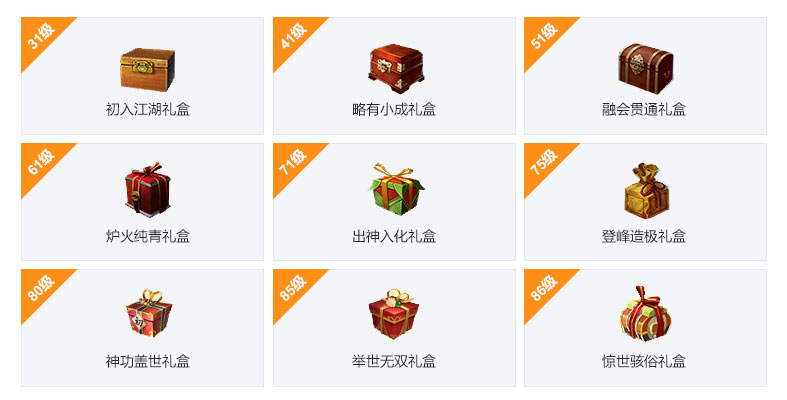 31级
初入江湖礼盒
41级
略有小成礼盒
51级
融会贯通礼盒
61级
炉火纯青礼盒
71级
出神入化礼盒
75级
登峰造极礼盒
80级
神功盖世礼盒
85级
举世无双礼盒
86级
惊世骇俗礼盒